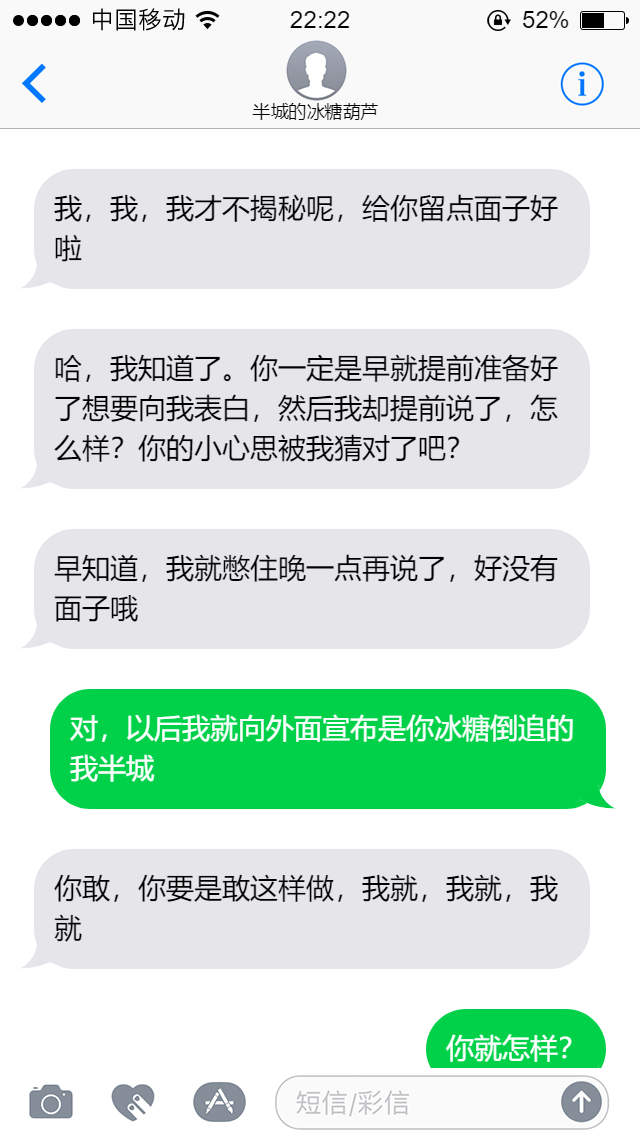 中国移动 22:22 52%
半城的冰糖葫芦
我，我，我才不揭秘呢，给你留点面子好
啦
哈，我知道了。你一定是早就提前准备好
了想要向我表白，然后我却提前说了，怎
么样？你的小心思被我猜对了吧？
早知道，我就憋住晚一点再说了，好没有
面子哦
对，以后我就向外面宣布是你冰糖倒追的
我半城
你敢，你要是敢这样做，我就，我就，我
就
你就怎样？
短信/彩信